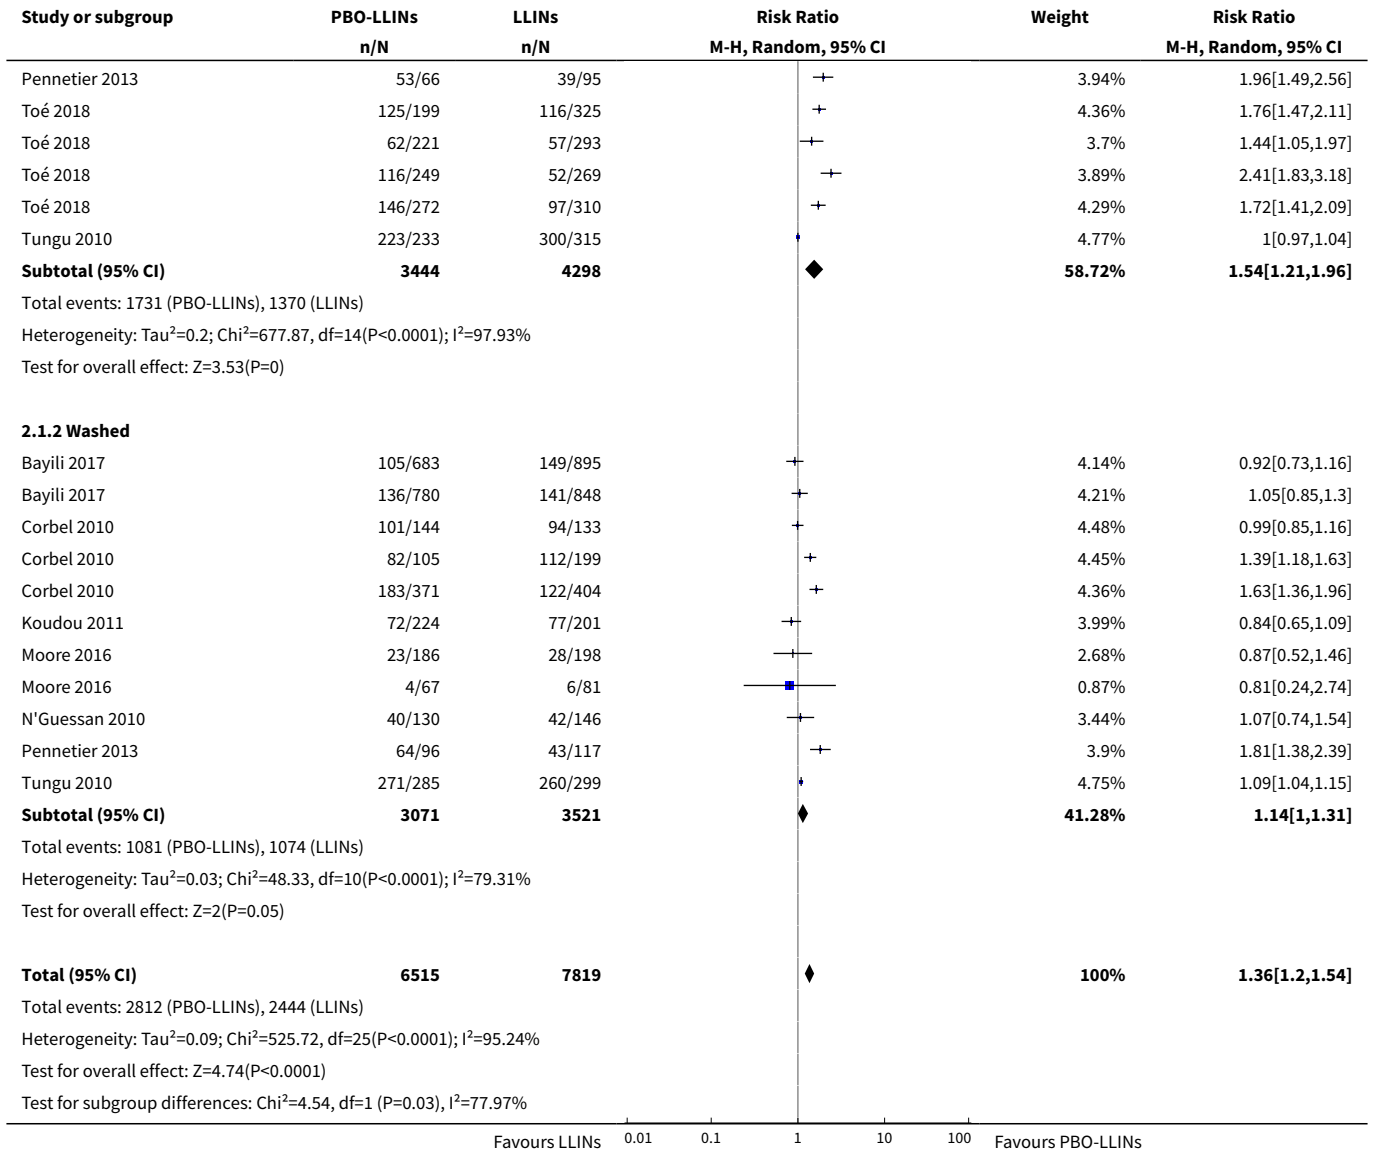 Study or subgroup PBO-LLINs LLINs Risk Ratio Weight Risk Ratio
n/N n/N M-H, Random, 95% CI M-H, Random, 95% CI
Pennetier 2013 53/66 39/95 3.94% 1.96[1.49,2.56]
Toé 2018 125/199 116/325 4.36% 1.76[1.47,2.11]
Toé 2018 62/221 57/293 3.7% 1.44[1.05,1.97]
Toé 2018 116/249 52/269 3.89% 2.41[1.83,3.18]
Toé 2018 146/272 97/310 4.29% 1.72[1.41,2.09]
Tungu 2010 223/233 300/315 4.77% 1[0.97,1.04]
Subtotal (95% CI) 3444 4298 58.72% 1.54[1.21,1.96]
Total events: 1731 (PBO-LLINs), 1370 (LLINs)
Heterogeneity: Tau²=0.2; Chi²=677.87, df=14(P<0.0001); I²=97.93%
Test for overall effect: Z=3.53(P=0)
2.1.2 Washed
Bayili 2017 105/683 149/895 4.14% 0.92[0.73,1.16]
Bayili 2017 136/780 141/848 4.21% 1.05[0.85,1.3]
Corbel 2010 101/144 94/133 4.48% 0.99[0.85,1.16]
Corbel 2010 82/105 112/199 4.45% 1.39[1.18,1.63]
Corbel 2010 183/371 122/404 4.36% 1.63[1.36,1.96]
Koudou 2011 72/224 77/201 3.99% 0.84[0.65,1.09]
Moore 2016 23/186 28/198 2.68% 0.87[0.52,1.46]
Moore 2016 4/67 6/81 0.87% 0.81[0.24,2.74]
N'Guessan 2010 40/130 42/146 3.44% 1.07[0.74,1.54]
Pennetier 2013 64/96 43/117 3.9% 1.81[1.38,2.39]
Tungu 2010 271/285 260/299 4.75% 1.09[1.04,1.15]
Subtotal (95% CI) 3071 3521 41.28% 1.14[1,1.31]
Total events: 1081 (PBO-LLINs), 1074 (LLINs)
Heterogeneity: Tau²=0.03; Chi²=48.33, df=10(P<0.0001); I²=79.31%
Test for overall effect: Z=2(P=0.05)
Total (95% CI) 6515 7819 100% 1.36[1.2,1.54]
Total events: 2812 (PBO-LLINs), 2444 (LLINs)
Heterogeneity: Tau²=0.09; Chi²=525.72, df=25(P<0.0001); I²=95.24%
Test for overall effect: Z=4.74(P<0.0001)
Test for subgroup differences: Chi²=4.54, df=1 (P=0.03), I²=77.97%
Favours LLINs 0.01 0.1 1 10 100 Favours PBO-LLINs